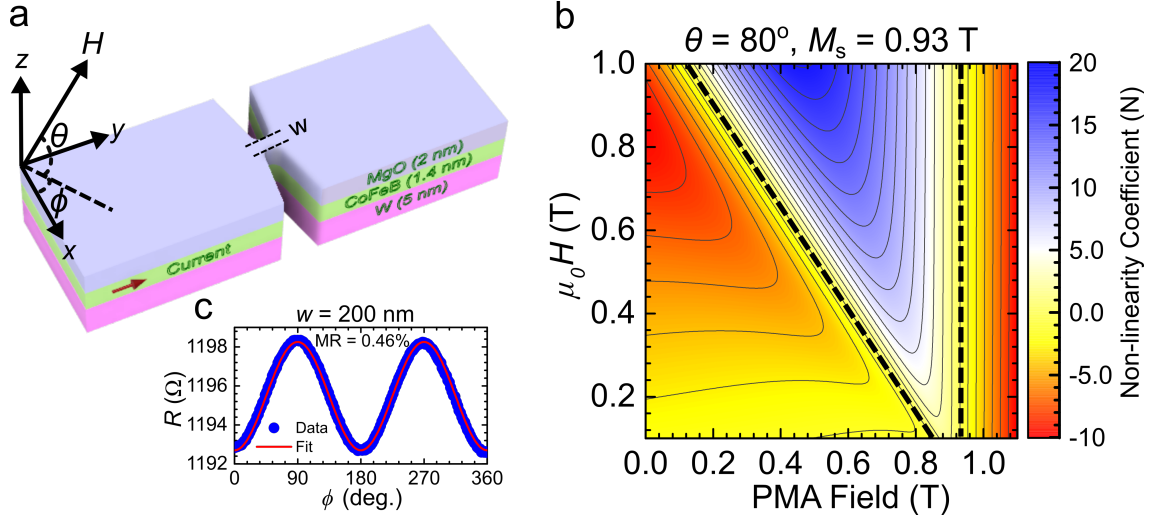 a
H
z
y
θ
ϕ
x
w
MgO (2 nm)
CoFeB (1.4 nm)
W (5 nm)
Current
b
θ = 80°, Mₛ = 0.93 T
μ₀H (T)
1.0
0.8
0.6
0.4
0.2
0.0 0.2 0.4 0.6 0.8 1.0
PMA Field (T)
20
15
10
5.0
0.0
-5.0
-10
Non-linearity Coefficient (N)
c
w = 200 nm
MR = 0.46%
R (Ω)
1198
1196
1194
1192
Data
Fit
0 90 180 270 360
ϕ (deg.)